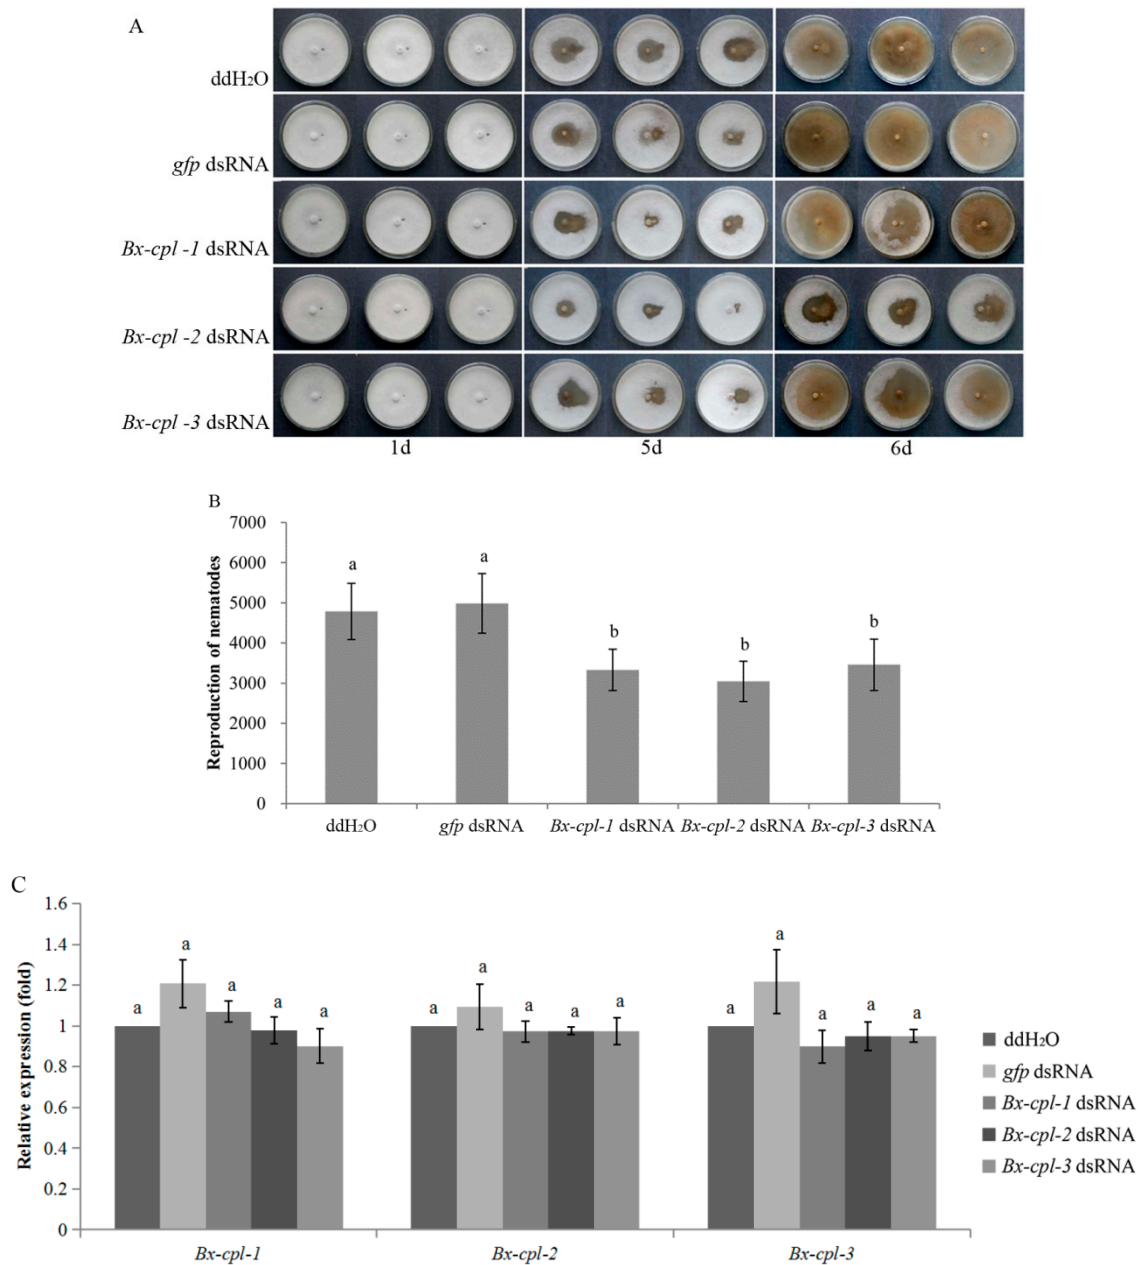 A
ddH₂O
gfp dsRNA
Bx-cpl -1 dsRNA
Bx-cpl -2 dsRNA
Bx-cpl -3 dsRNA
1d 5d 6d
B
Reproduction of nematodes
7000
6000
5000
4000
3000
2000
1000
0
a a b b b
ddH₂O gfp dsRNA Bx-cpl-1 dsRNA Bx-cpl-2 dsRNA Bx-cpl-3 dsRNA
C
Relative expression (fold)
1.6
1.4
1.2
1
0.8
0.6
0.4
0.2
0
a a a a a a a a a a a a a a a
Bx-cpl-1 Bx-cpl-2 Bx-cpl-3
ddH₂O
gfp dsRNA
Bx-cpl-1 dsRNA
Bx-cpl-2 dsRNA
Bx-cpl-3 dsRNA